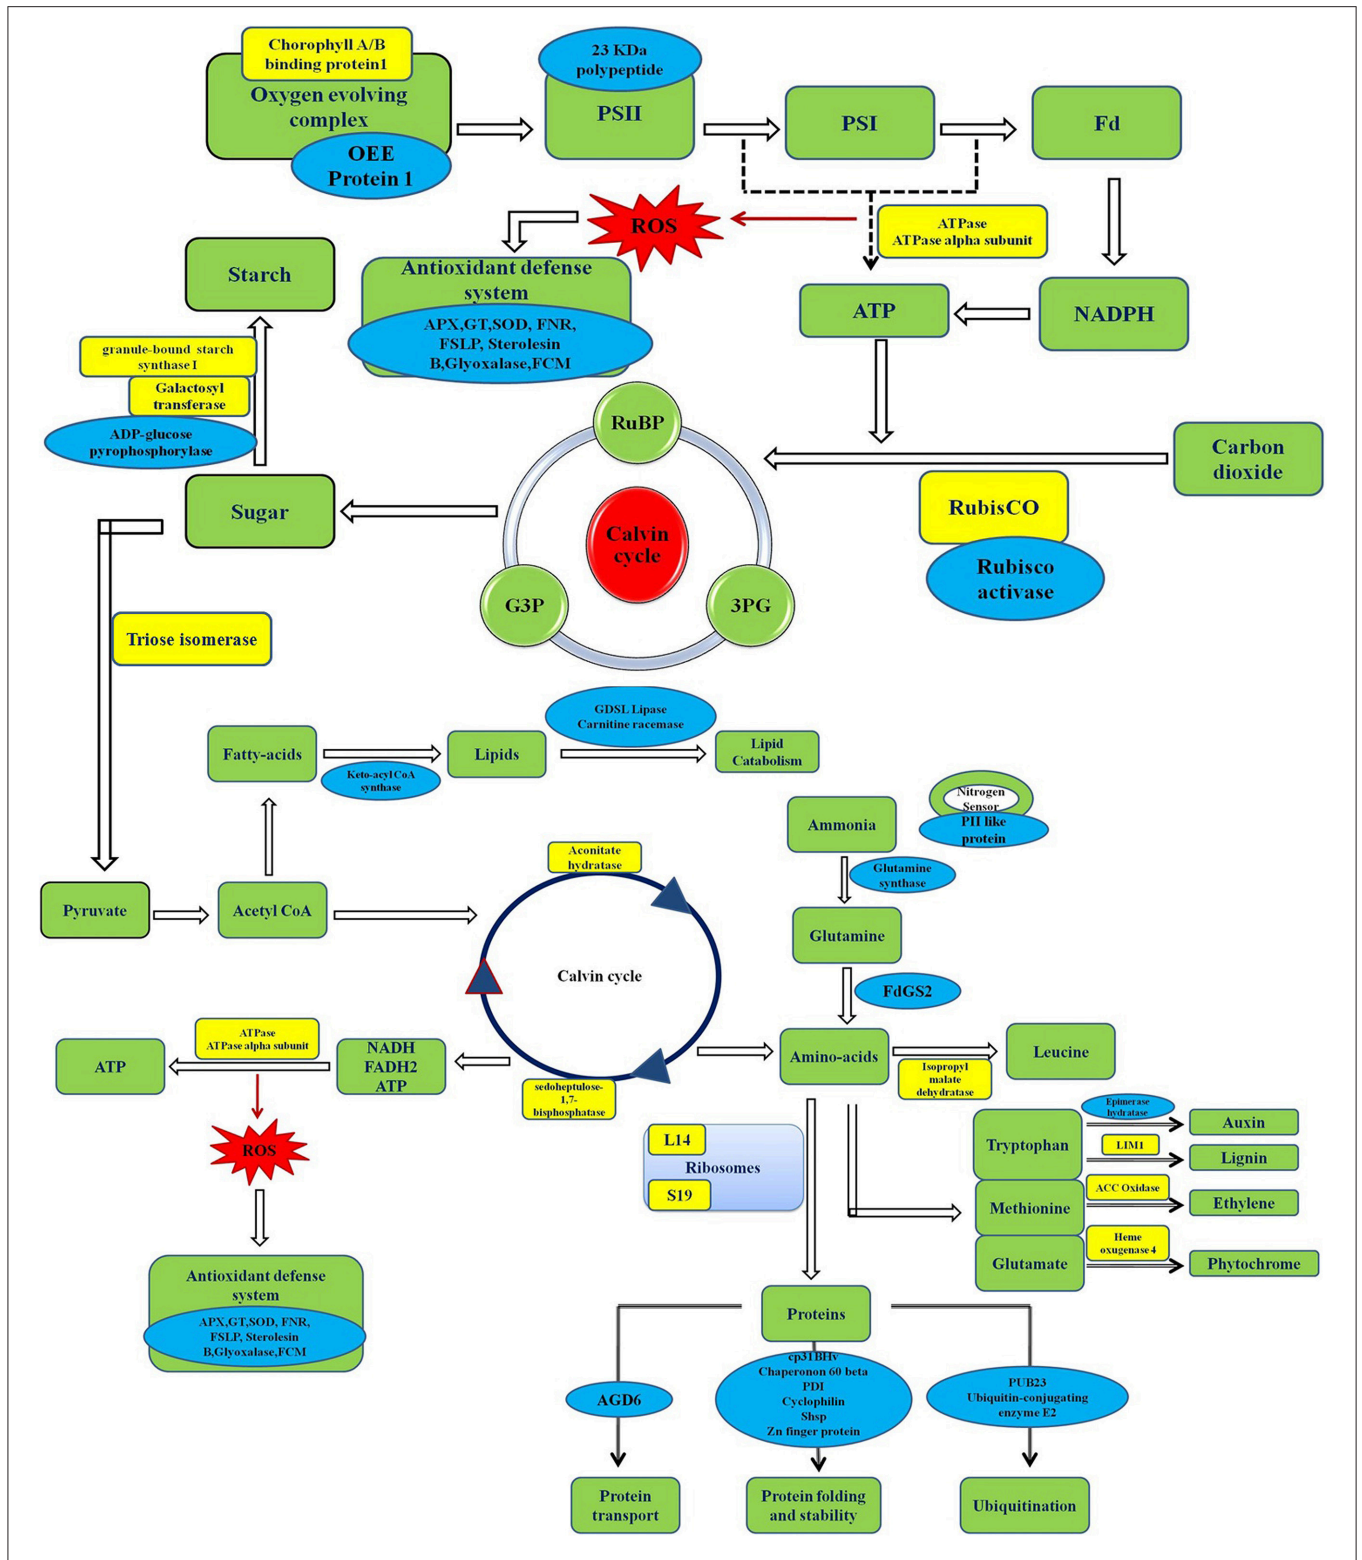 Chorophyll A/B
binding protein1
Oxygen evolving
complex
OEE
Protein 1
23 KDa
polypeptide
PSII
PSI
Fd
ROS
ATPase
ATPase alpha subunit
Antioxidant defense
system
APX,GT,SOD, FNR,
FSLP, Sterolesin
B,Glyoxalase,FCM
ATP
NADPH
Starch
granule-bound starch
synthase I
Galactosyl
transferase
ADP-glucose
pyrophosphorylase
Sugar
RuBP
Calvin
cycle
G3P
3PG
Carbon
dioxide
RubisCO
Rubisco
activase
Triose isomerase
Fatty-acids
Keto-acyl CoA
synthase
Lipids
GDSL Lipase
Carnitine racemase
Lipid
Catabolism
Nitrogen
Sensor
PII like
protein
Ammonia
Glutamine
synthase
Glutamine
FdGS2
Pyruvate
Acetyl CoA
Aconitate
hydratase
Calvin cycle
sedoheptulose-
1,7-
bisphosphatase
NADH
FADH2
ATP
ATPase
ATPase alpha subunit
ATP
ROS
Antioxidant defense
system
APX,GT,SOD, FNR,
FSLP, Sterolesin
B,Glyoxalase,FCM
Amino-acids
Isopropyl
malate
dehydratase
Leucine
L14
Ribosomes
S19
Tryptophan
Epimerase
hydratase
Auxin
LIM1
Lignin
Methionine
ACC Oxidase
Ethylene
Glutamate
Heme
oxugenase 4
Phytochrome
Proteins
AGD6
cp31BHv
Chaperonon 60 beta
PDI
Cyclophilin
Shsp
Zn finger protein
PUB23
Ubiquitin-conjugating
enzyme E2
Protein
transport
Protein folding
and stability
Ubiquitination